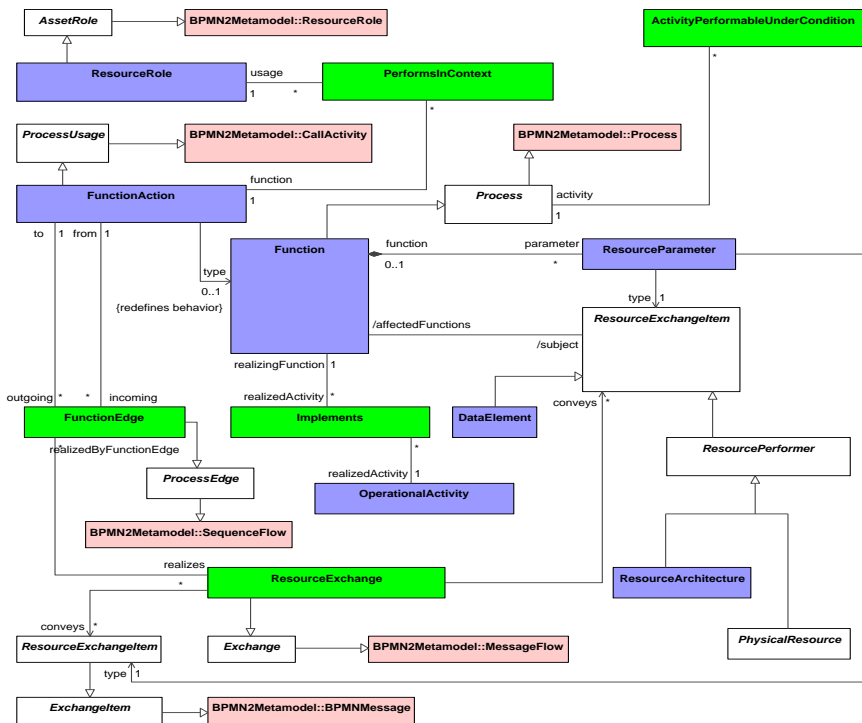 AssetRole
BPMN2Metamodel::ResourceRole
ActivityPerformableUnderCondition
ResourceRole
usage
1
*
PerformsInContext
*
*
ProcessUsage
BPMN2Metamodel::CallActivity
BPMN2Metamodel::Process
FunctionAction
function
1
Process
activity
1
to
1
from
1
type
0..1
{redefines behavior}
Function
function
0..1
parameter
*
ResourceParameter
type
1
ResourceExchangeItem
/affectedFunctions
/subject
realizingFunction
1
realizedActivity
*
outgoing
*
*
incoming
FunctionEdge
*
realizedByFunctionEdge
Implements
*
realizedActivity
1
OperationalActivity
DataElement
conveys
*
ResourcePerformer
ProcessEdge
BPMN2Metamodel::SequenceFlow
realizes
*
ResourceExchange
ResourceArchitecture
conveys
*
ResourceExchangeItem
Exchange
BPMN2Metamodel::MessageFlow
PhysicalResource
type
1
ExchangeItem
BPMN2Metamodel::BPMNMessage